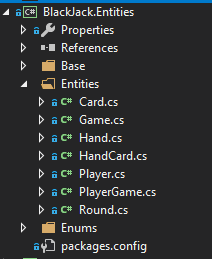 C# BlackJack.Entities
Properties
References
Base
Entities
C# Card.cs
C# Game.cs
C# Hand.cs
C# HandCard.cs
C# Player.cs
C# PlayerGame.cs
C# Round.cs
Enums
packages.config